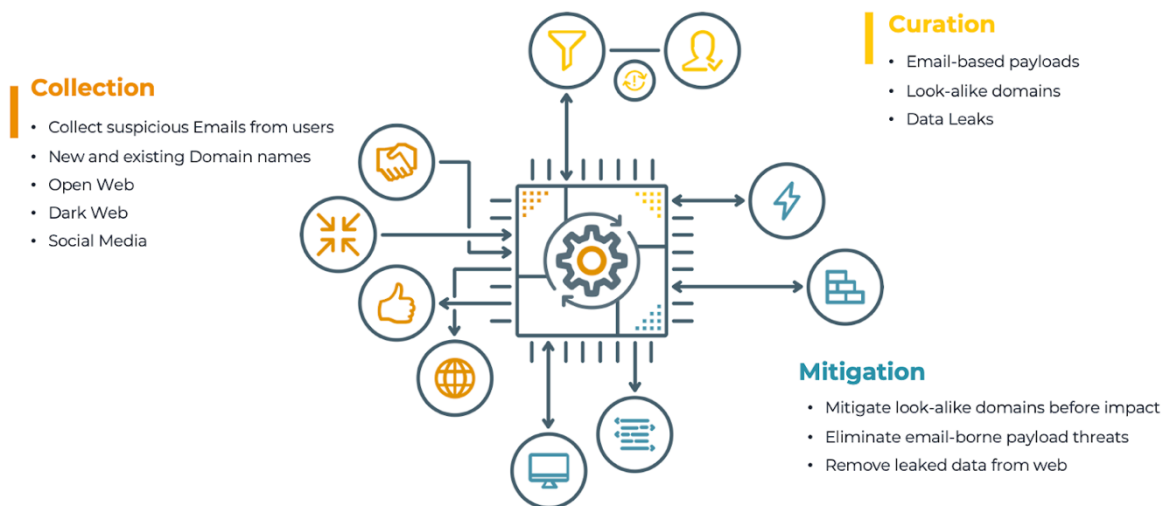 Collection
• Collect suspicious Emails from users
• New and existing Domain names
• Open Web
• Dark Web
• Social Media
Curation
• Email-based payloads
• Look-alike domains
• Data Leaks
Mitigation
• Mitigate look-alike domains before impact
• Eliminate email-borne payload threats
• Remove leaked data from web